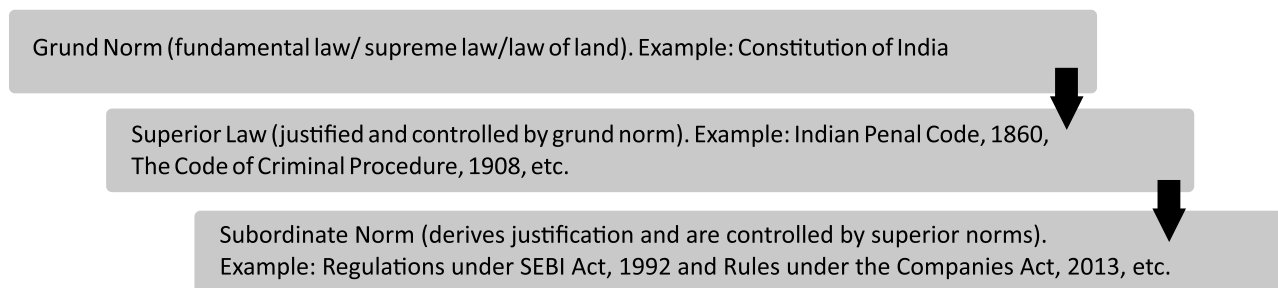 Grund Norm (fundamental law/ supreme law/law of land). Example: Constitution of India
Superior Law (justified and controlled by grund norm). Example: Indian Penal Code, 1860,
The Code of Criminal Procedure, 1908, etc.
Subordinate Norm (derives justification and are controlled by superior norms).
Example: Regulations under SEBI Act, 1992 and Rules under the Companies Act, 2013, etc.